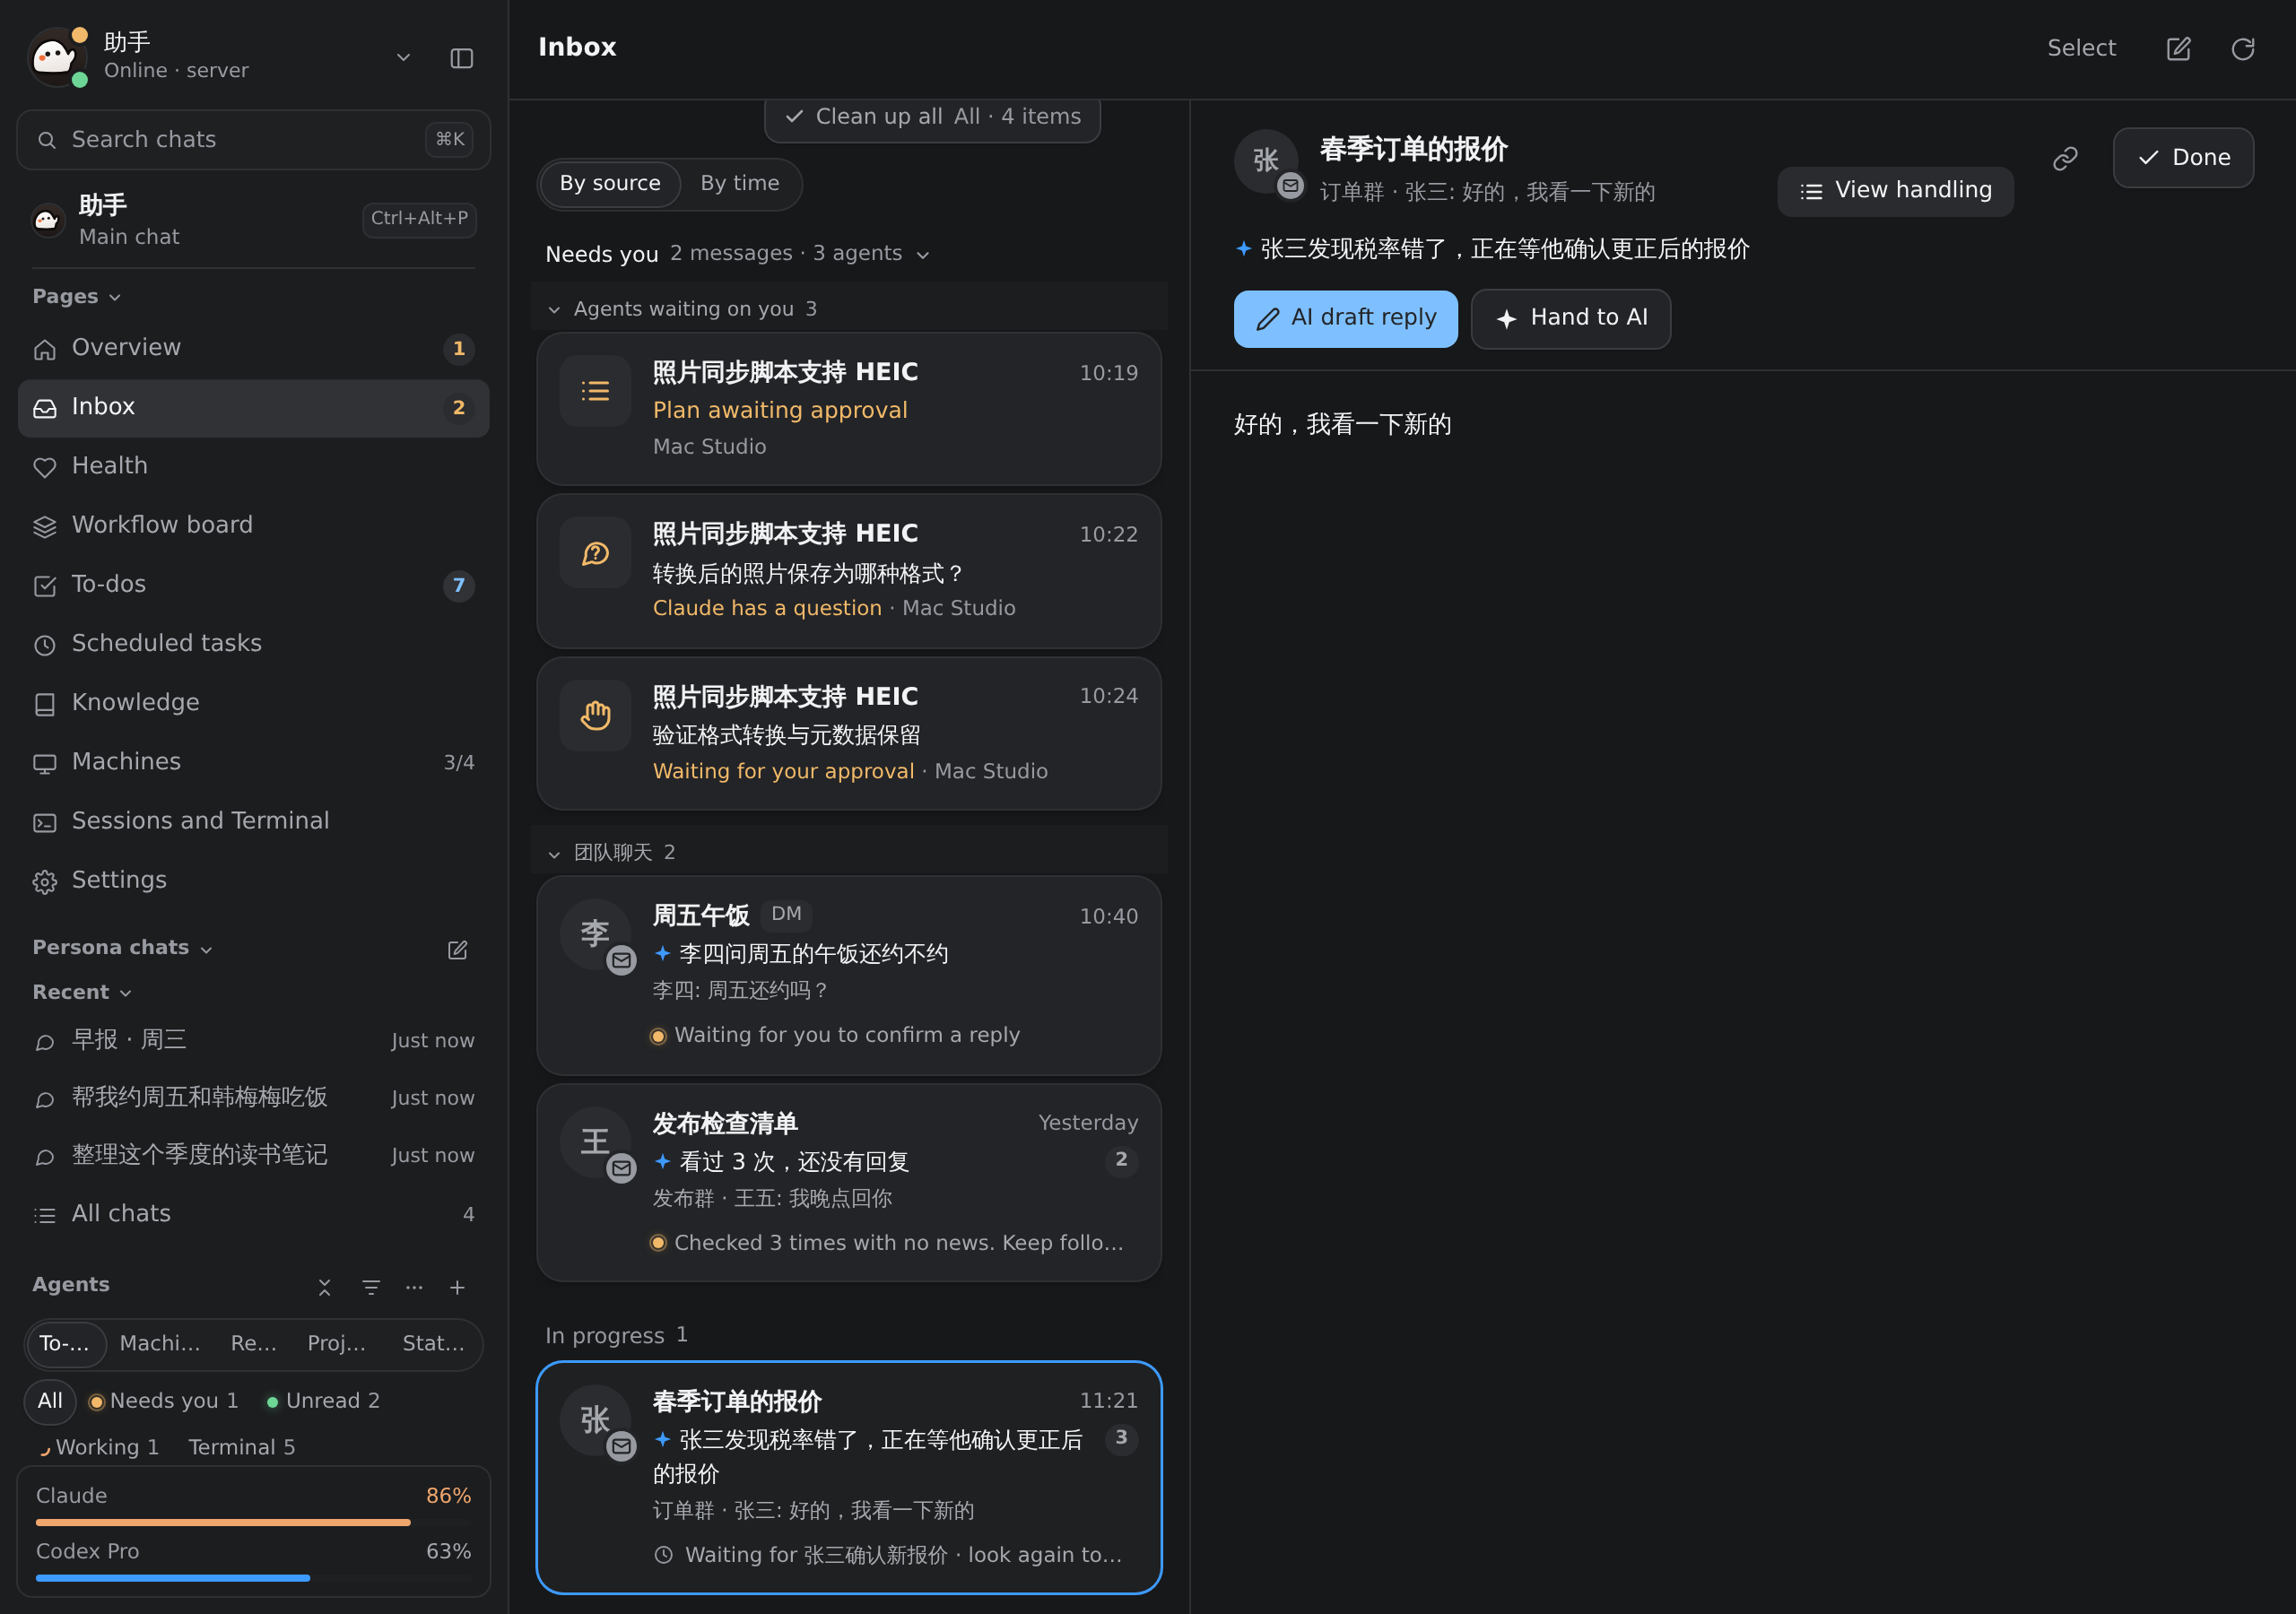 助手
Online · server
Search chats
⌘K
助手
Main chat
Ctrl+Alt+P
Pages
Overview
1
Inbox
2
Health
Workflow board
To-dos
7
Scheduled tasks
Knowledge
Machines
3/4
Sessions and Terminal
Settings
Persona chats
Recent
早报 · 周三
Just now
帮我约周五和韩梅梅吃饭
Just now
整理这个季度的读书笔记
Just now
All chats
4
Agents
To-…
Machi…
Re…
Proj…
Stat…
All
Needs you 1
Unread 2
Working 1
Terminal 5
Claude
86%
Codex Pro
63%
Inbox
Select
Clean up all All · 4 items
By source
By time
Needs you 2 messages · 3 agents
Agents waiting on you 3
照片同步脚本支持 HEIC
10:19
Plan awaiting approval
Mac Studio
照片同步脚本支持 HEIC
10:22
转换后的照片保存为哪种格式？
Claude has a question · Mac Studio
照片同步脚本支持 HEIC
10:24
验证格式转换与元数据保留
Waiting for your approval · Mac Studio
团队聊天 2
李
周五午饭 DM
10:40
李四问周五的午饭还约不约
李四: 周五还约吗？
Waiting for you to confirm a reply
王
发布检查清单
Yesterday
看过 3 次，还没有回复
2
发布群 · 王五: 我晚点回你
Checked 3 times with no news. Keep follo…
In progress 1
张
春季订单的报价
11:21
张三发现税率错了，正在等他确认更正后
的报价
3
订单群 · 张三: 好的，我看一下新的
Waiting for 张三确认新报价 · look again to…
张
春季订单的报价
订单群 · 张三: 好的，我看一下新的
View handling
Done
张三发现税率错了，正在等他确认更正后的报价
AI draft reply
Hand to AI
好的，我看一下新的